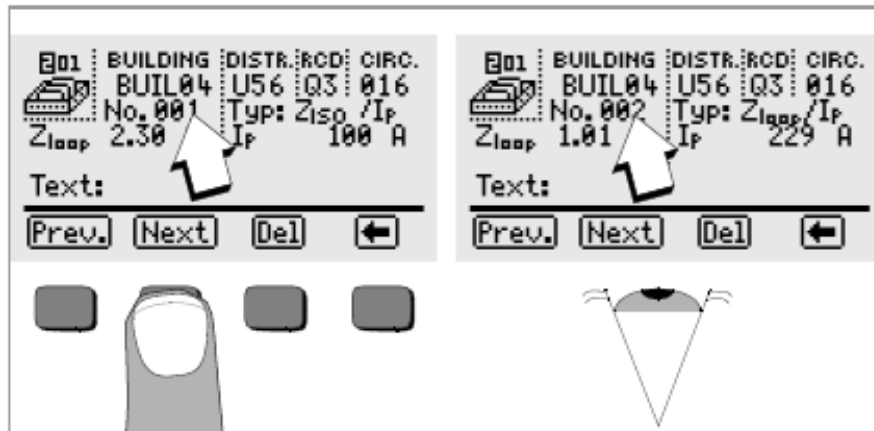 201 BUILDING DISTR. RCD CIRC.
BUIL04 U56 Q3 016
No. 001 Typ: ZISO /IP
Zloop 2.30 IP 100 A
Text:
Prev. Next Del ←
201 BUILDING DISTR. RCD CIRC.
BUIL04 U56 Q3 016
No. 002 Typ: Zloop/IP
Zloop 1.01 IP 229 A
Text:
Prev. Next Del ←